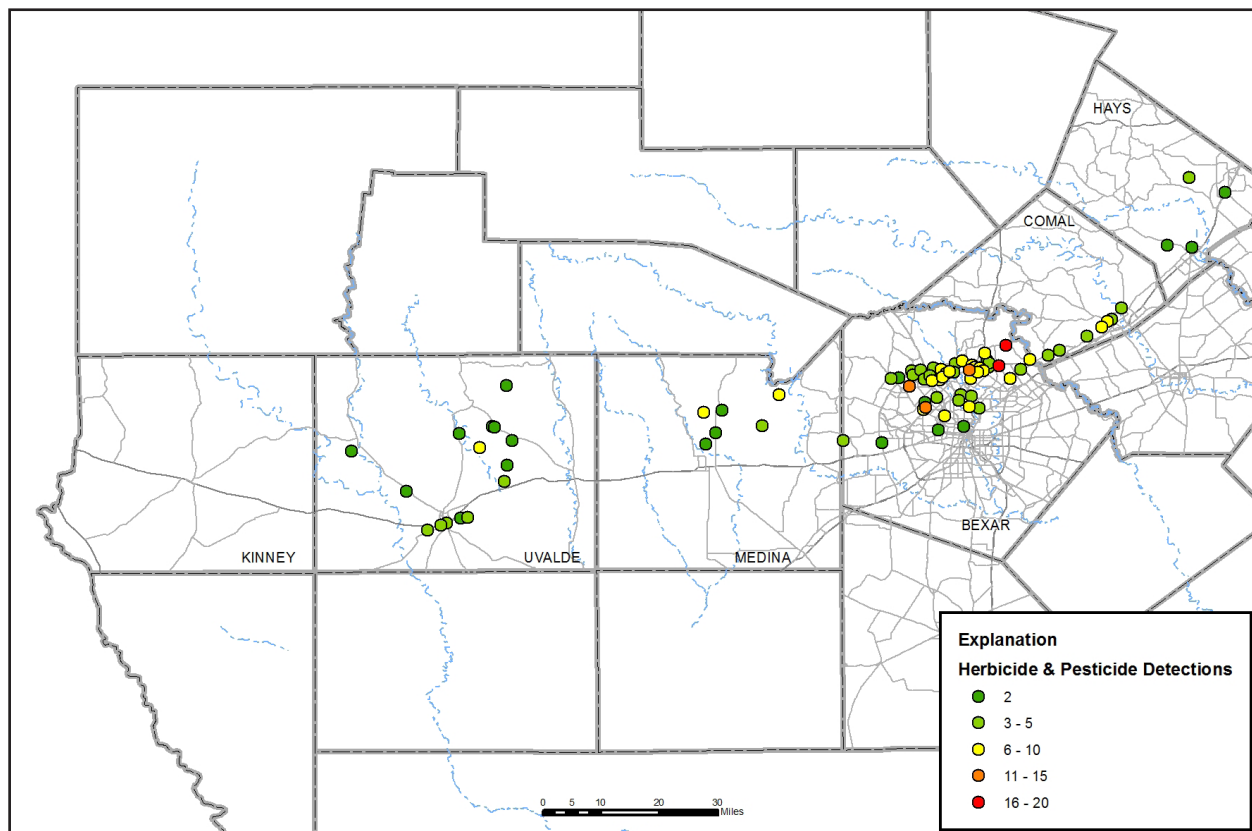 HAYS
COMAL
KINNEY
UVALDE
MEDINA
BEXAR
Explanation
Herbicide & Pesticide Detections
2
3 - 5
6 - 10
11 - 15
16 - 20
0 5 10 20 30
Miles